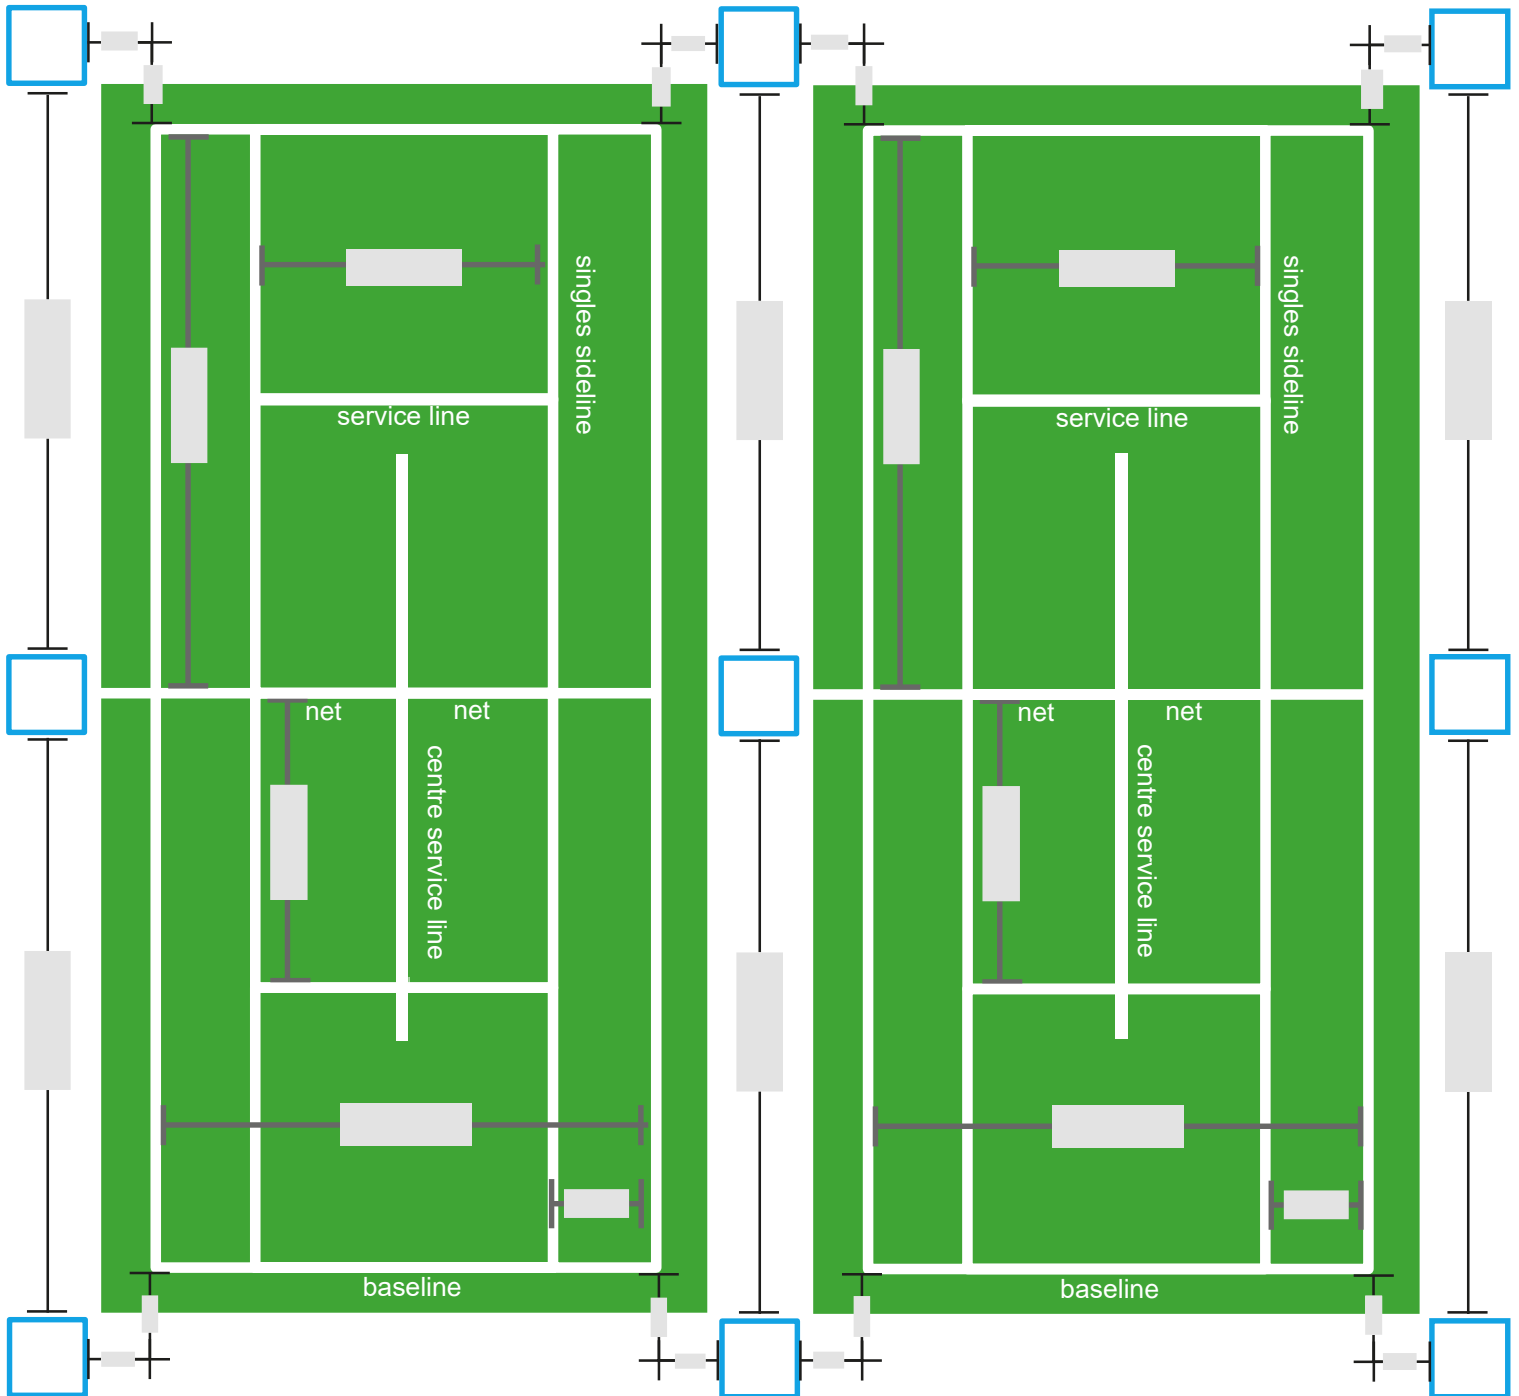 singles sideline
service line
net
net
centre service line
baseline
singles sideline
service line
net
net
centre service line
baseline